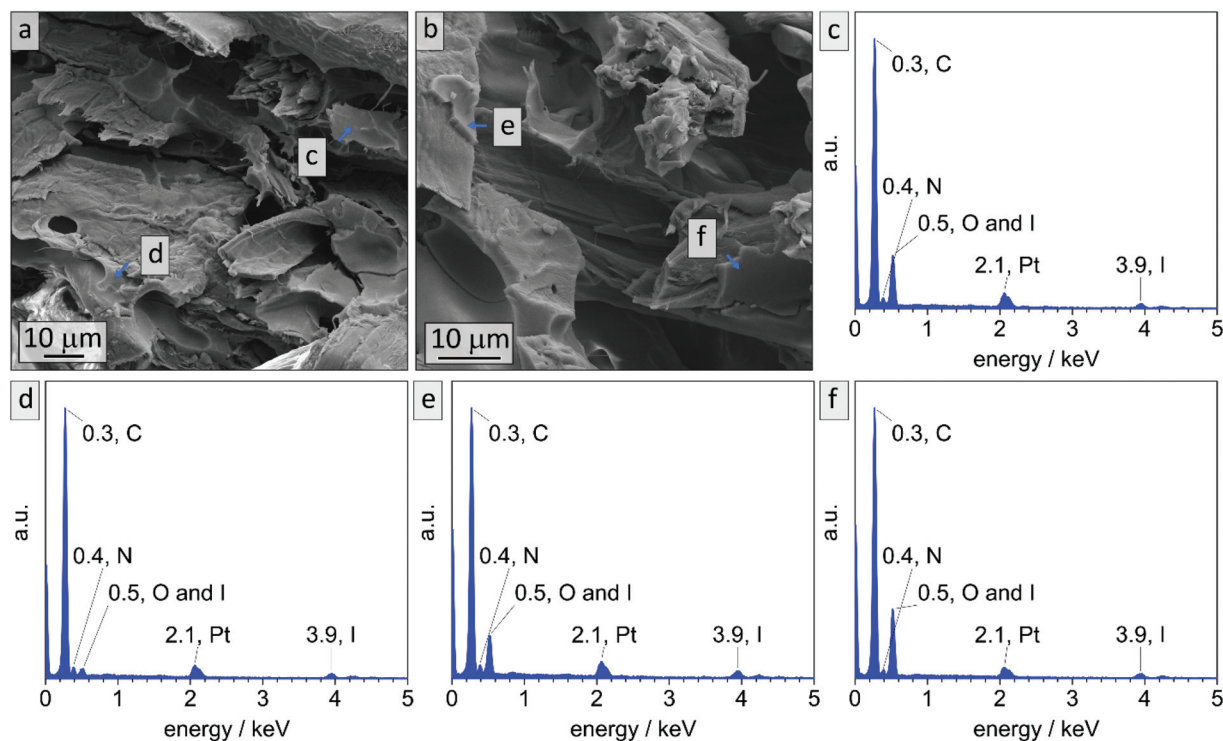 a
c
d
10 μm
b
e
f
10 μm
c
0.3, C
0.4, N
0.5, O and I
2.1, Pt
3.9, I
a.u.
0 1 2 3 4 5
energy / keV
d
0.3, C
0.4, N
0.5, O and I
2.1, Pt
3.9, I
a.u.
0 1 2 3 4 5
energy / keV
e
0.3, C
0.4, N
0.5, O and I
2.1, Pt
3.9, I
a.u.
0 1 2 3 4 5
energy / keV
f
0.3, C
0.4, N
0.5, O and I
2.1, Pt
3.9, I
a.u.
0 1 2 3 4 5
energy / keV